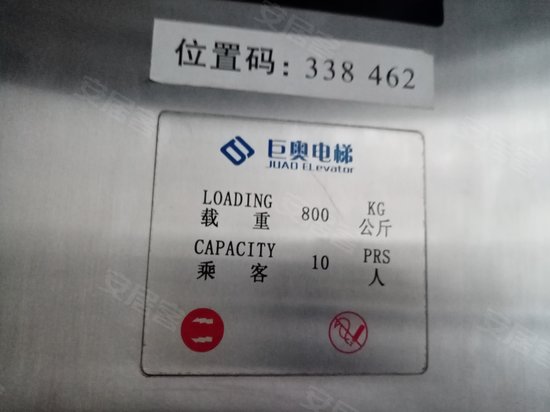 位置码: 338 462
巨奥电梯
JUAO ELevator
LOADING 800 KG
载重 公斤
CAPACITY 10 PRS
乘客 人